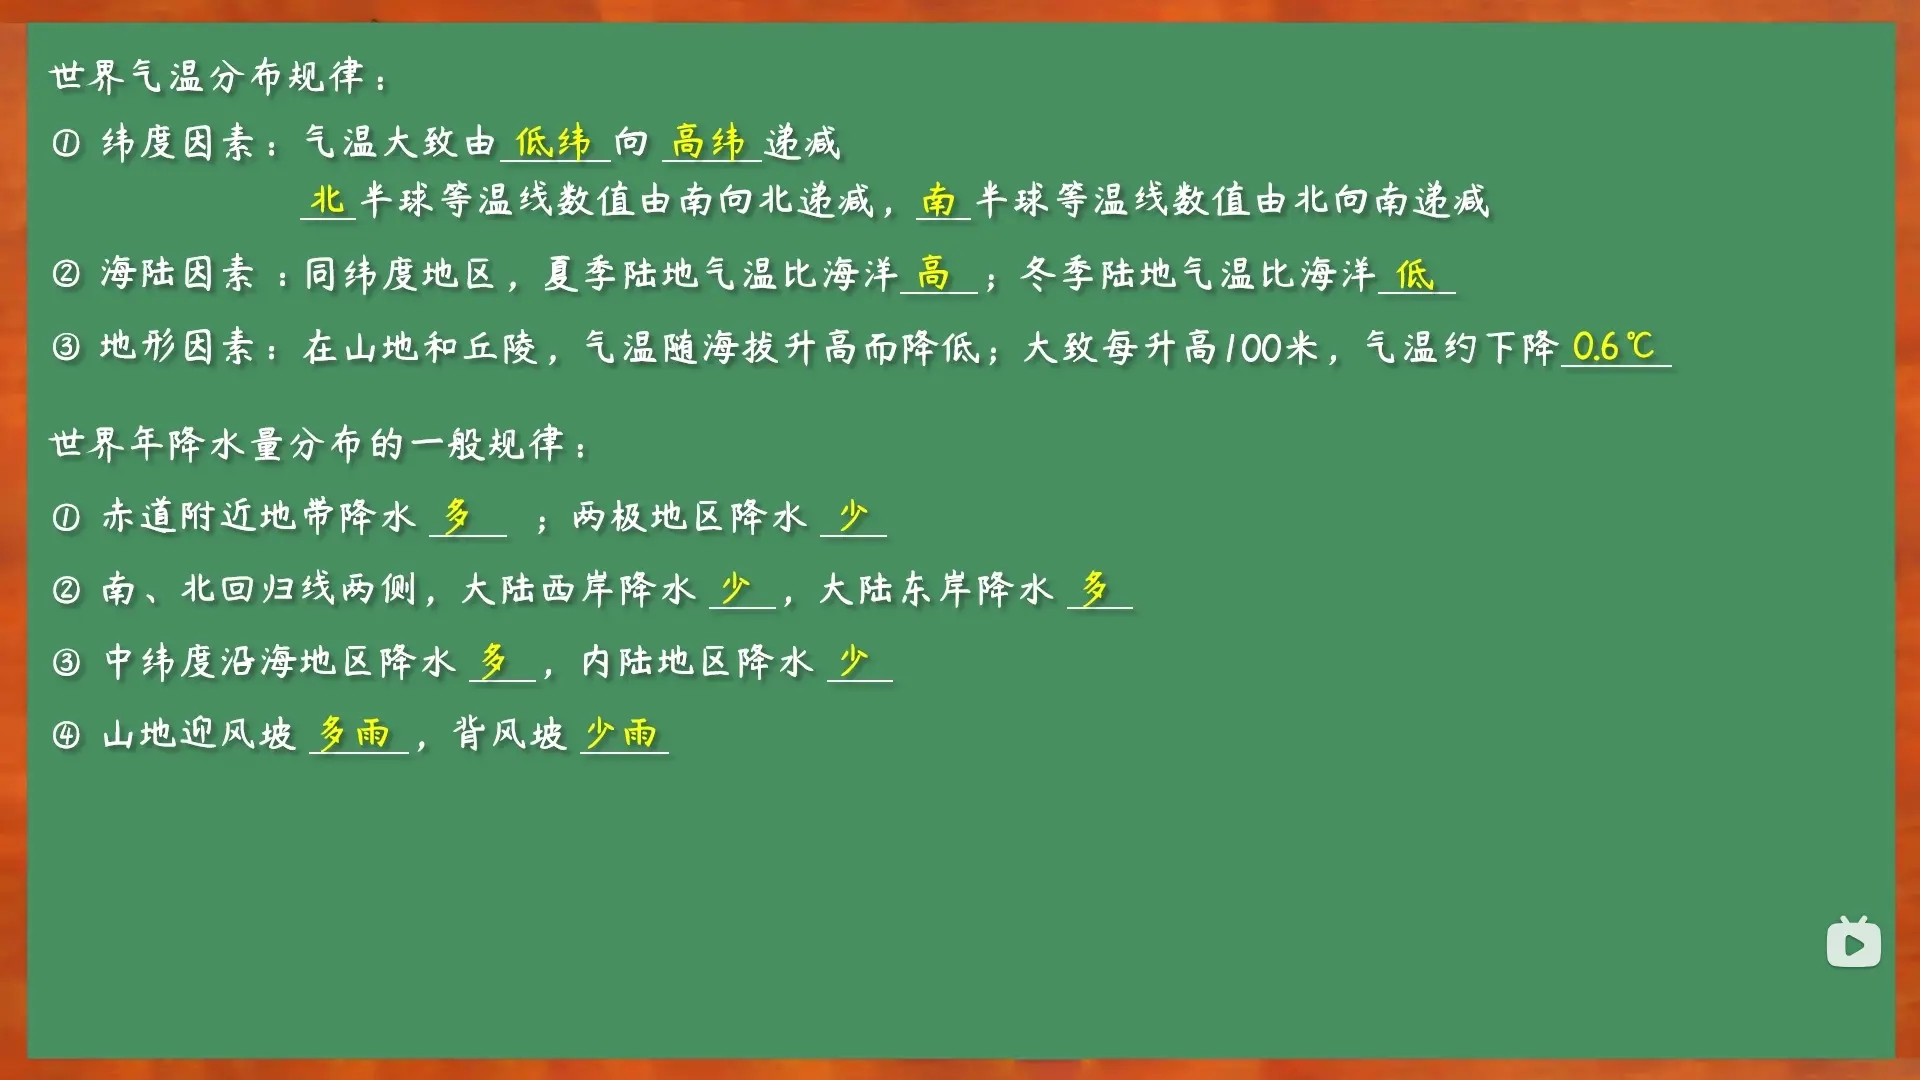 世界气温分布规律：
① 纬度因素：气温大致由低纬向高纬递减
北半球等温线数值由南向北递减，南半球等温线数值由北向南递减
② 海陆因素：同纬度地区，夏季陆地气温比海洋高；冬季陆地气温比海洋低
③ 地形因素：在山地和丘陵，气温随海拔升高而降低；大致每升高100米，气温约下降0.6℃
世界年降水量分布的一般规律：
① 赤道附近地带降水多；两极地区降水少
② 南、北回归线两侧，大陆西岸降水少，大陆东岸降水多
③ 中纬度沿海地区降水多，内陆地区降水少
④ 山地迎风坡多雨，背风坡少雨